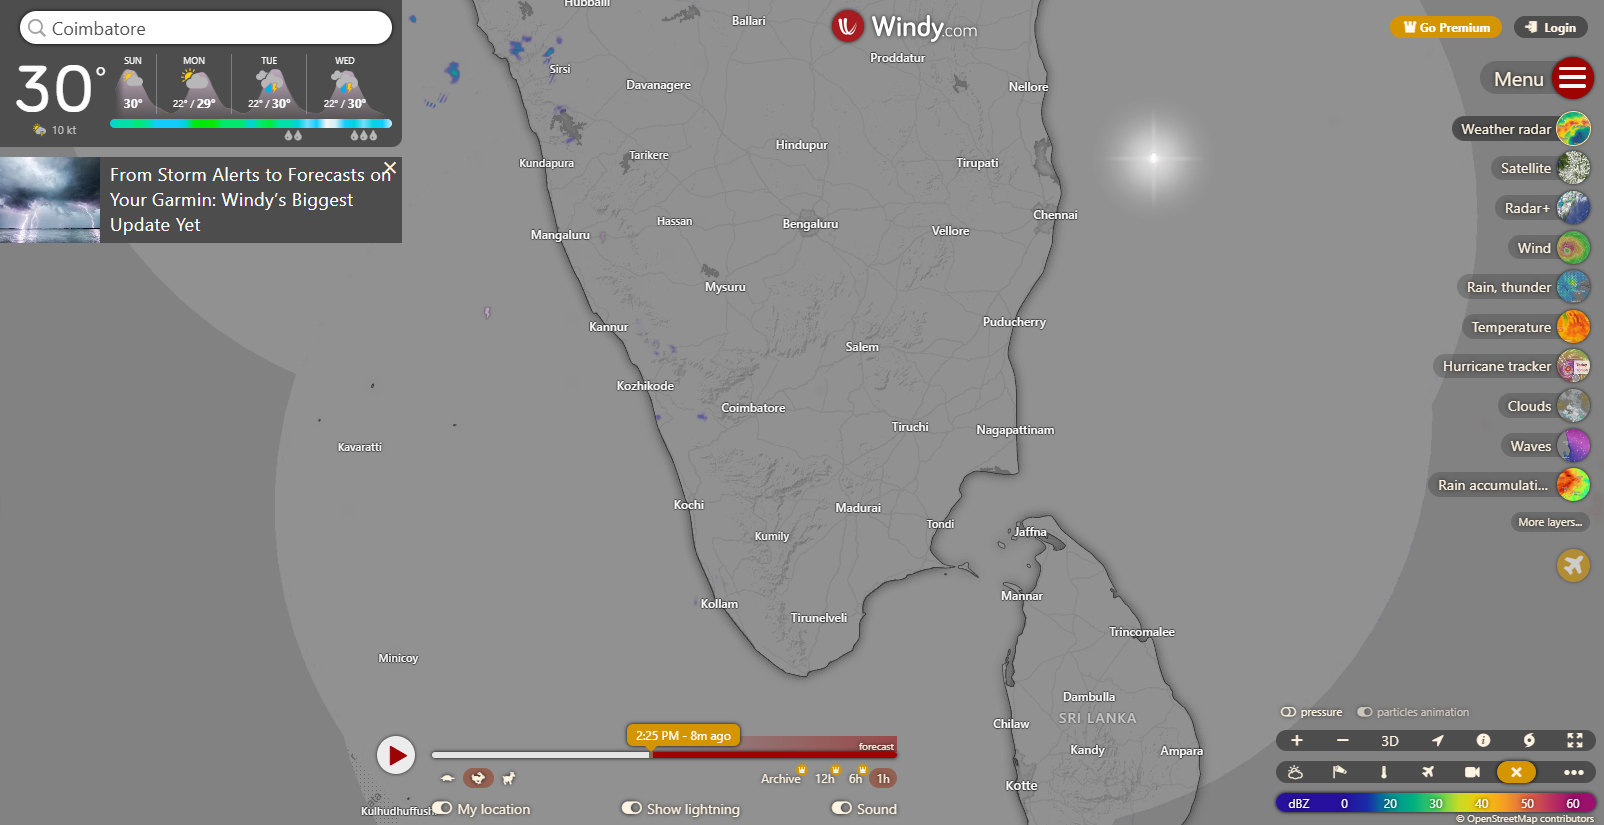 Coimbatore
30°
10 kt
SUN
30°
MON
22° / 29°
TUE
22° / 30°
WED
22° / 30°
From Storm Alerts to Forecasts on
Your Garmin: Windy's Biggest
Update Yet
Windy.com
Go Premium
Login
Menu
Weather radar
Satellite
Radar+
Wind
Rain, thunder
Temperature
Hurricane tracker
Clouds
Waves
Rain accumulati...
More layers...
Hubballi
Ballari
Proddatur
Sirsi
Davanagere
Nellore
Hindupur
Kundapura
Tarikere
Tirupati
Chennai
Hassan
Bengaluru
Vellore
Mangaluru
Mysuru
Kannur
Puducherry
Salem
Kozhikode
Coimbatore
Tiruchi
Nagapattinam
Kavaratti
Kochi
Madurai
Tondi
Jaffna
Kumily
Mannar
Kollam
Tirunelveli
Trincomalee
Minicoy
Dambulla
SRI LANKA
Chilaw
Kandy
Ampara
Kotte
Kulhudhuffush
2:25 PM - 8m ago
forecast
Archive
12h
6h
1h
My location
Show lightning
Sound
pressure
particles animation
+
−
3D
dBZ
0
20
30
40
50
60
© OpenStreetMap contributors